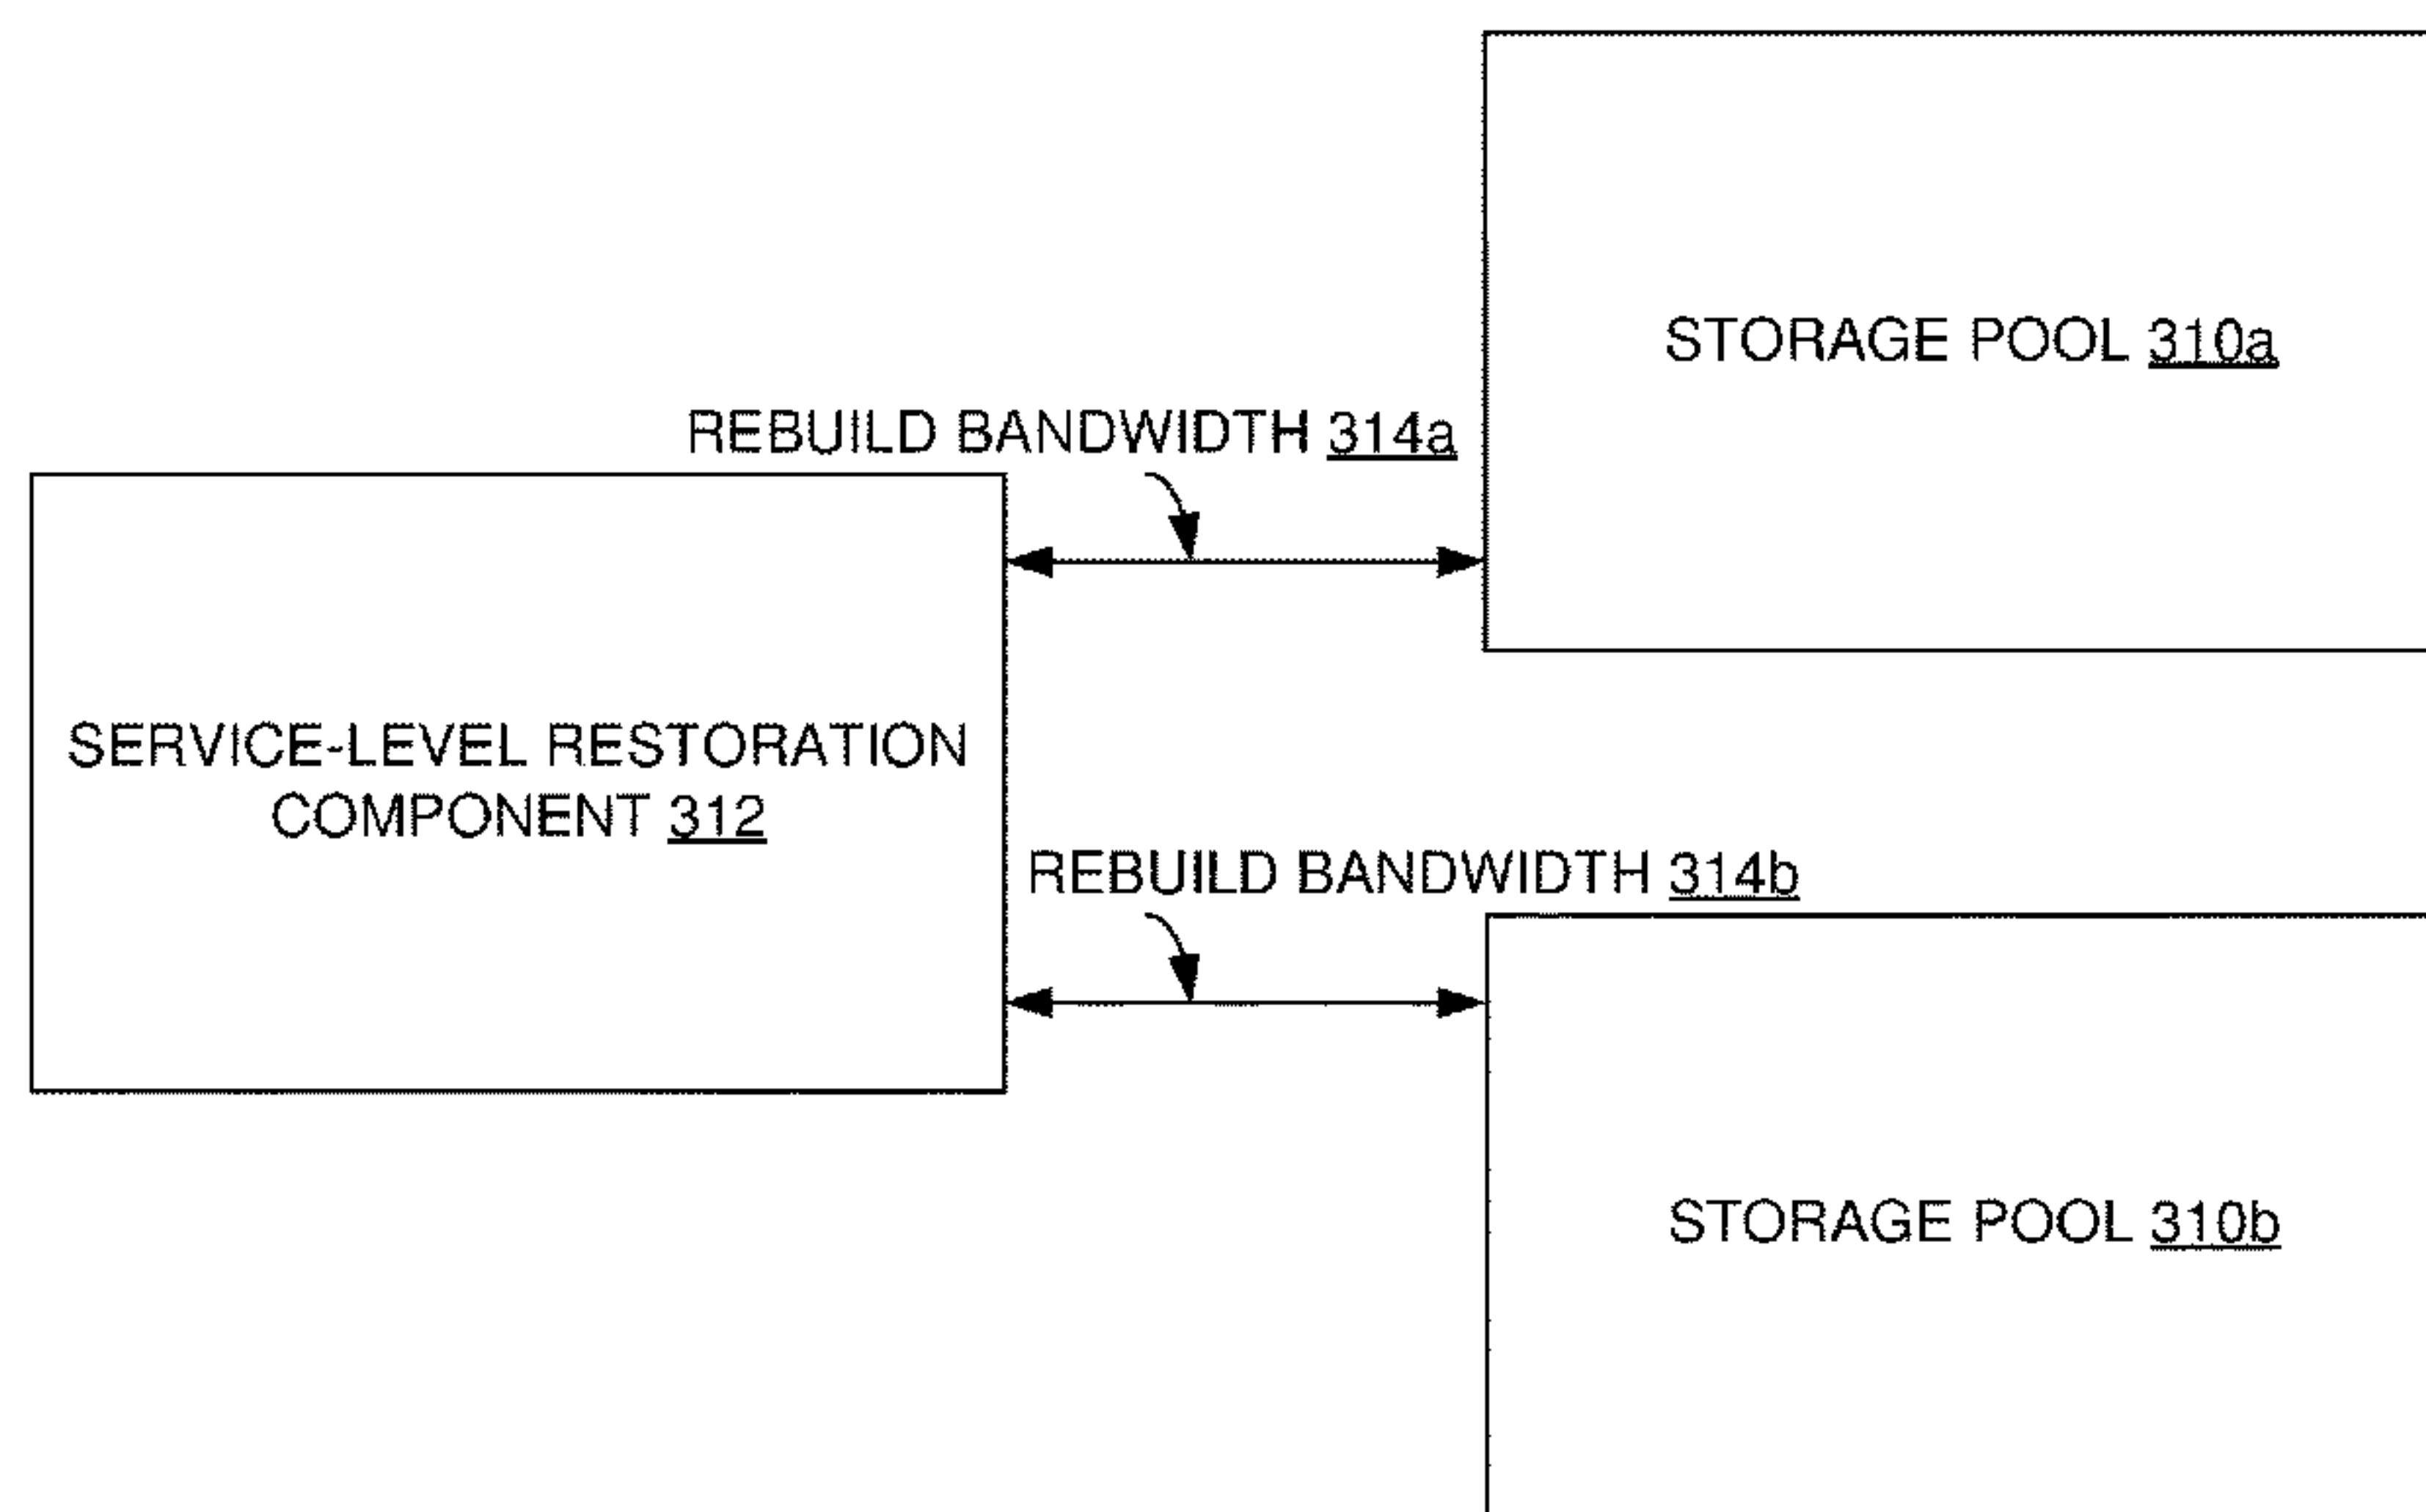 STORAGE POOL 310a
REBUILD BANDWIDTH 314a
SERVICE-LEVEL RESTORATION
COMPONENT 312
REBUILD BANDWIDTH 314b
STORAGE POOL 310b